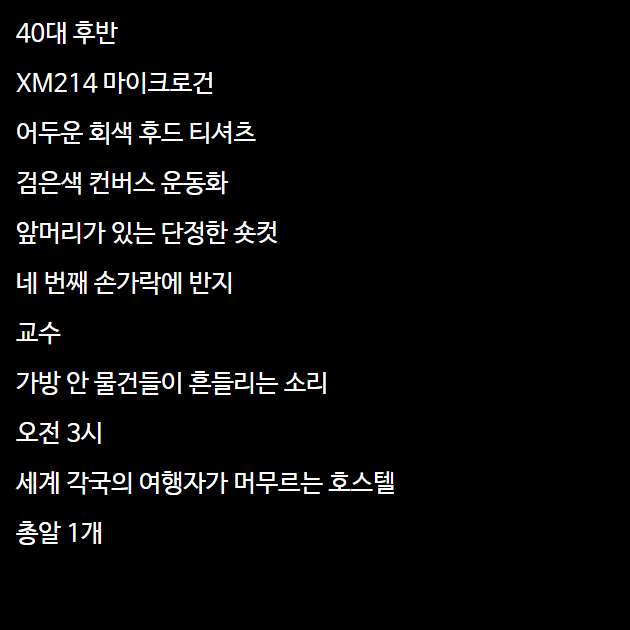 40대 후반
XM214 마이크로건
어두운 회색 후드 티셔츠
검은색 컨버스 운동화
앞머리가 있는 단정한 숏컷
네 번째 손가락에 반지
교수
가방 안 물건들이 흔들리는 소리
오전 3시
세계 각국의 여행자가 머무르는 호스텔
총알 1개